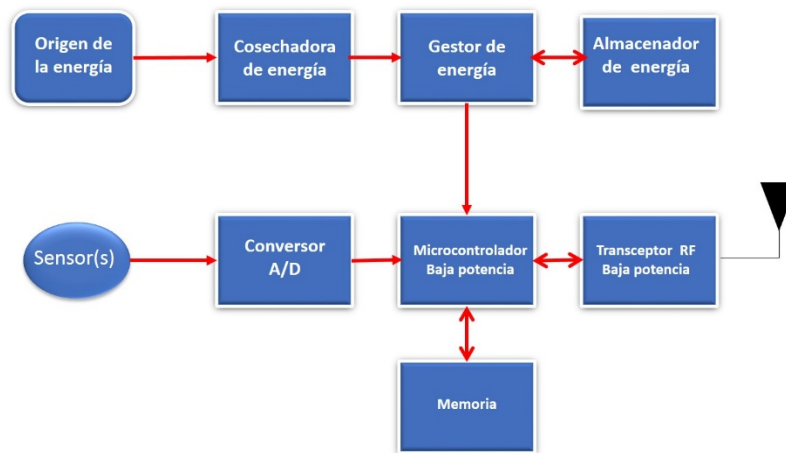 Origen de
la energía
Cosechadora
de energía
Gestor de
energía
Almacenador
de energía
Sensor(s)
Conversor
A/D
Microcontrolador
Baja potencia
Transceptor RF
Baja potencia
Memoria